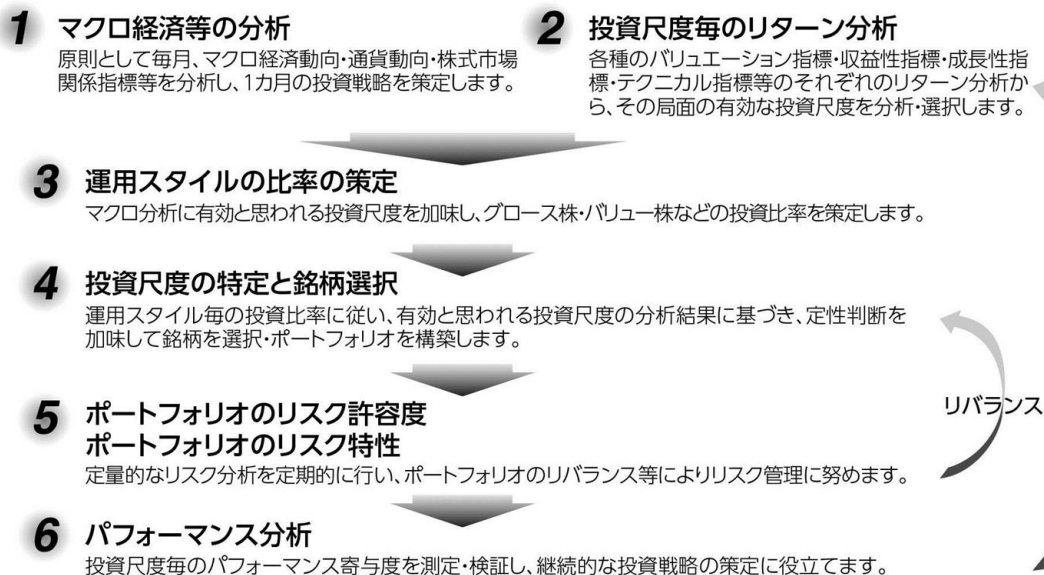 1 マクロ経済等の分析
原則として毎月、マクロ経済動向・通貨動向・株式市場
関係指標等を分析し、1カ月の投資戦略を策定します。
2 投資尺度毎のリターン分析
各種のバリュエーション指標・収益性指標・成長性指
標・テクニカル指標等のそれぞれのリターン分析か
ら、その局面の有効な投資尺度を分析・選択します。
3 運用スタイルの比率の策定
マクロ分析に有効と思われる投資尺度を加味し、グロース株・バリュー株などの投資比率を策定します。
4 投資尺度の特定と銘柄選択
運用スタイル毎の投資比率に従い、有効と思われる投資尺度の分析結果に基づき、定性判断を
加味して銘柄を選択・ポートフォリオを構築します。
5 ポートフォリオのリスク許容度
ポートフォリオのリスク特性
定量的なリスク分析を定期的に行い、ポートフォリオのリバランス等によりリスク管理に努めます。
リバランス
6 パフォーマンス分析
投資尺度毎のパフォーマンス寄与度を測定・検証し、継続的な投資戦略の策定に役立てます。